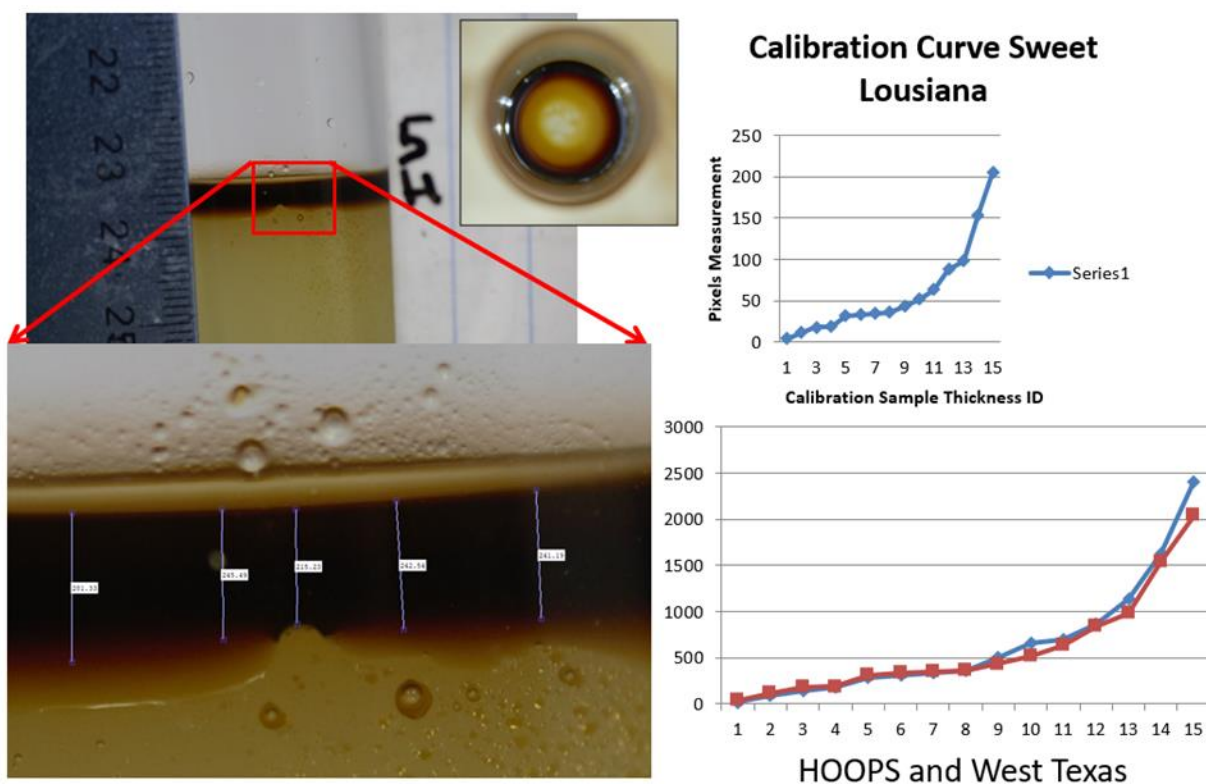 22
23
24
25
281.53
245.49
215.23
242.54
241.19
Calibration Curve Sweet
Lousiana
250
200
150
100
50
0
Pixels Measurement
1 3 5 7 9 11 13 15
Calibration Sample Thickness ID
Series1
3000
2500
2000
1500
1000
500
0
1 2 3 4 5 6 7 8 9 10 11 12 13 14 15
HOOPS and West Texas